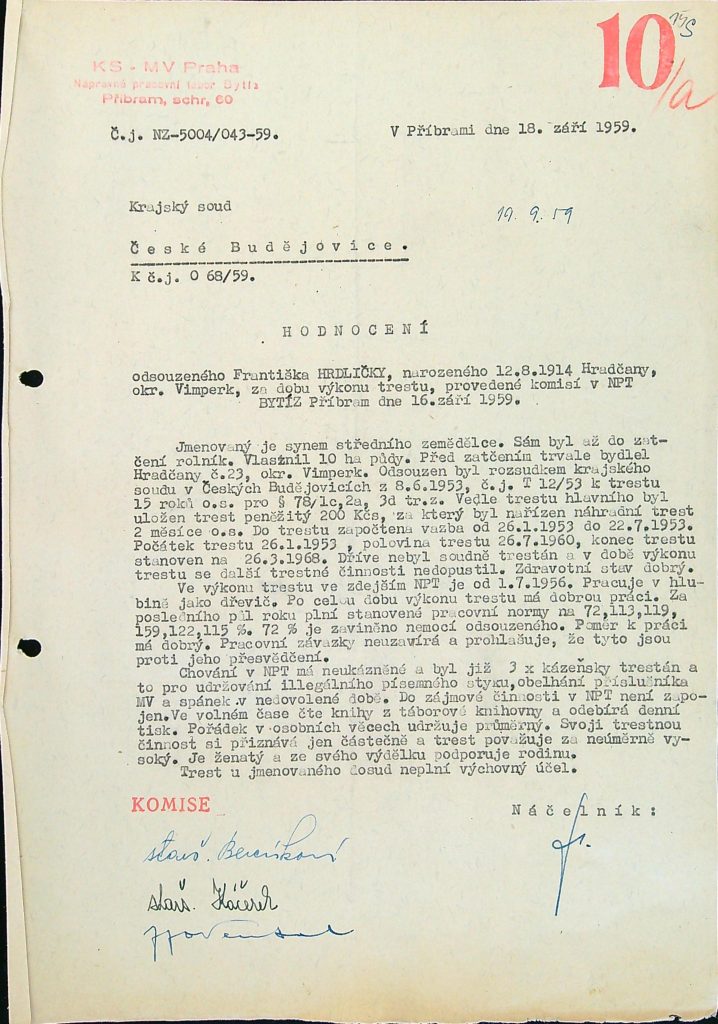 10
/a
KS - MV Praha
Nápravně pracovní tábor Bytíz
Příbram, schr. 60
Č.j. NZ-5004/043-59.
V Příbrami dne 18. září 1959.
Krajský soud
19. 9. 59
České Budějovice.
K č.j. O 68/59.
HODNOCENÍ
odsouzeného Františka HRDLIČKY, narozeného 12.8.1914 Hradčany,
okr. Vimperk, za dobu výkonu trestu, provedené komisí v NPT
BYTÍZ Příbram dne 16.září 1959.
Jmenovaný je synem středního zemědělce. Sám byl až do zat-
čení rolník. Vlastnil 10 ha půdy. Před zatčením trvale bydlel
Hradčany č.23, okr. Vimperk. Odsouzen byl rozsudkem krajského
soudu v Českých Budějovicích z 8.6.1953, č.j. T 12/53 k trestu
15 roků o.s. pro § 78/1c,2a, 3d tr.z. Vedle trestu hlavního byl
uložen trest peněžitý 200 Kčs, za který byl nařízen náhradní trest
2 měsíce o.s. Do trestu započtena vazba od 26.1.1953 do 22.7.1953.
Počátek trestu 26.1.1953 , polovina trestu 26.7.1960, konec trestu
stanoven na 26.3.1968. Dříve nebyl soudně trestán a v době výkonu
trestu se další trestné činnosti nedopustil. Zdravotní stav dobrý.
Ve výkonu trestu ve zdejším NPT je od 1.7.1956. Pracuje v hlu-
bině jako dřevič. Po celou dobu výkonu trestu má dobrou práci. Za
posledního půl roku plní stanovené pracovní normy na 72,113,119,
159,122,115 %. 72 % je zaviněno nemocí odsouzeného. Poměr k práci
má dobrý. Pracovní závazky neuzavírá a prohlašuje, že tyto jsou
proti jeho přesvědčení.
Chování v NPT má neukázněné a byl již 3 x kázeňsky trestán a
to pro udržování illegálního písemného styku,obelhání příslušníka
MV a spánek v nedovolené době. Do zájmové činnosti v NPT není zapo-
jen.Ve volném čase čte knihy z táborové knihovny a odebírá denní
tisk. Pořádek v osobních věcech udržuje průměrný. Svoji trestnou
činnost si přiznává jen částečně a trest považuje za neúměrně vy-
soký. Je ženatý a ze svého výdělku podporuje rodinu.
Trest u jmenovaného dosud neplní výchovný účel.
KOMISE
Náčelník:
starš.
starš.